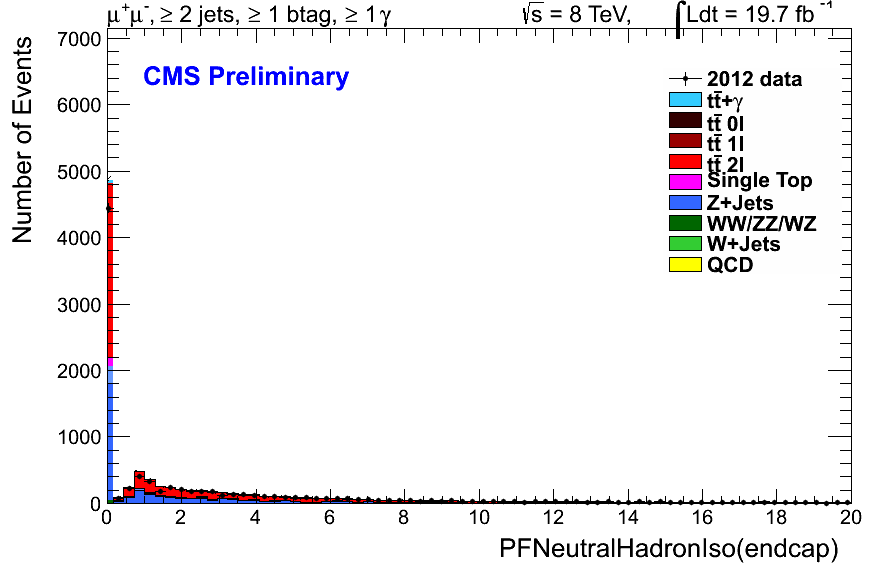 μ⁺μ⁻, ≥ 2 jets, ≥ 1 btag, ≥ 1 γ √s = 8 TeV, ∫Ldt = 19.7 fb⁻¹
CMS Preliminary
2012 data
tt̄+γ
tt̄ 0l
tt̄ 1l
tt̄ 2l
Single Top
Z+Jets
WW/ZZ/WZ
W+Jets
QCD
Number of Events
7000
6000
5000
4000
3000
2000
1000
0
0 2 4 6 8 10 12 14 16 18 20
PFNeutralHadronIso(endcap)